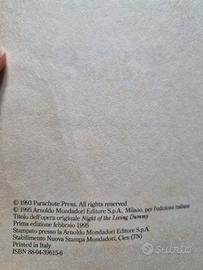 © 1993 Parachute Press. All rights reserved
© 1995 Arnoldo Mondadori Editore S.p.A., Milano, per l'edizione italiana
Titolo dell'opera originale Night of the Living Dummy
Prima edizione febbraio 1995
Stampato presso la Arnoldo Mondadori Editore S.p.A.
Stabilimento Nuova Stampa Mondadori, Cles (TN)
Printed in Italy
ISBN 88-04-39615-6
subito